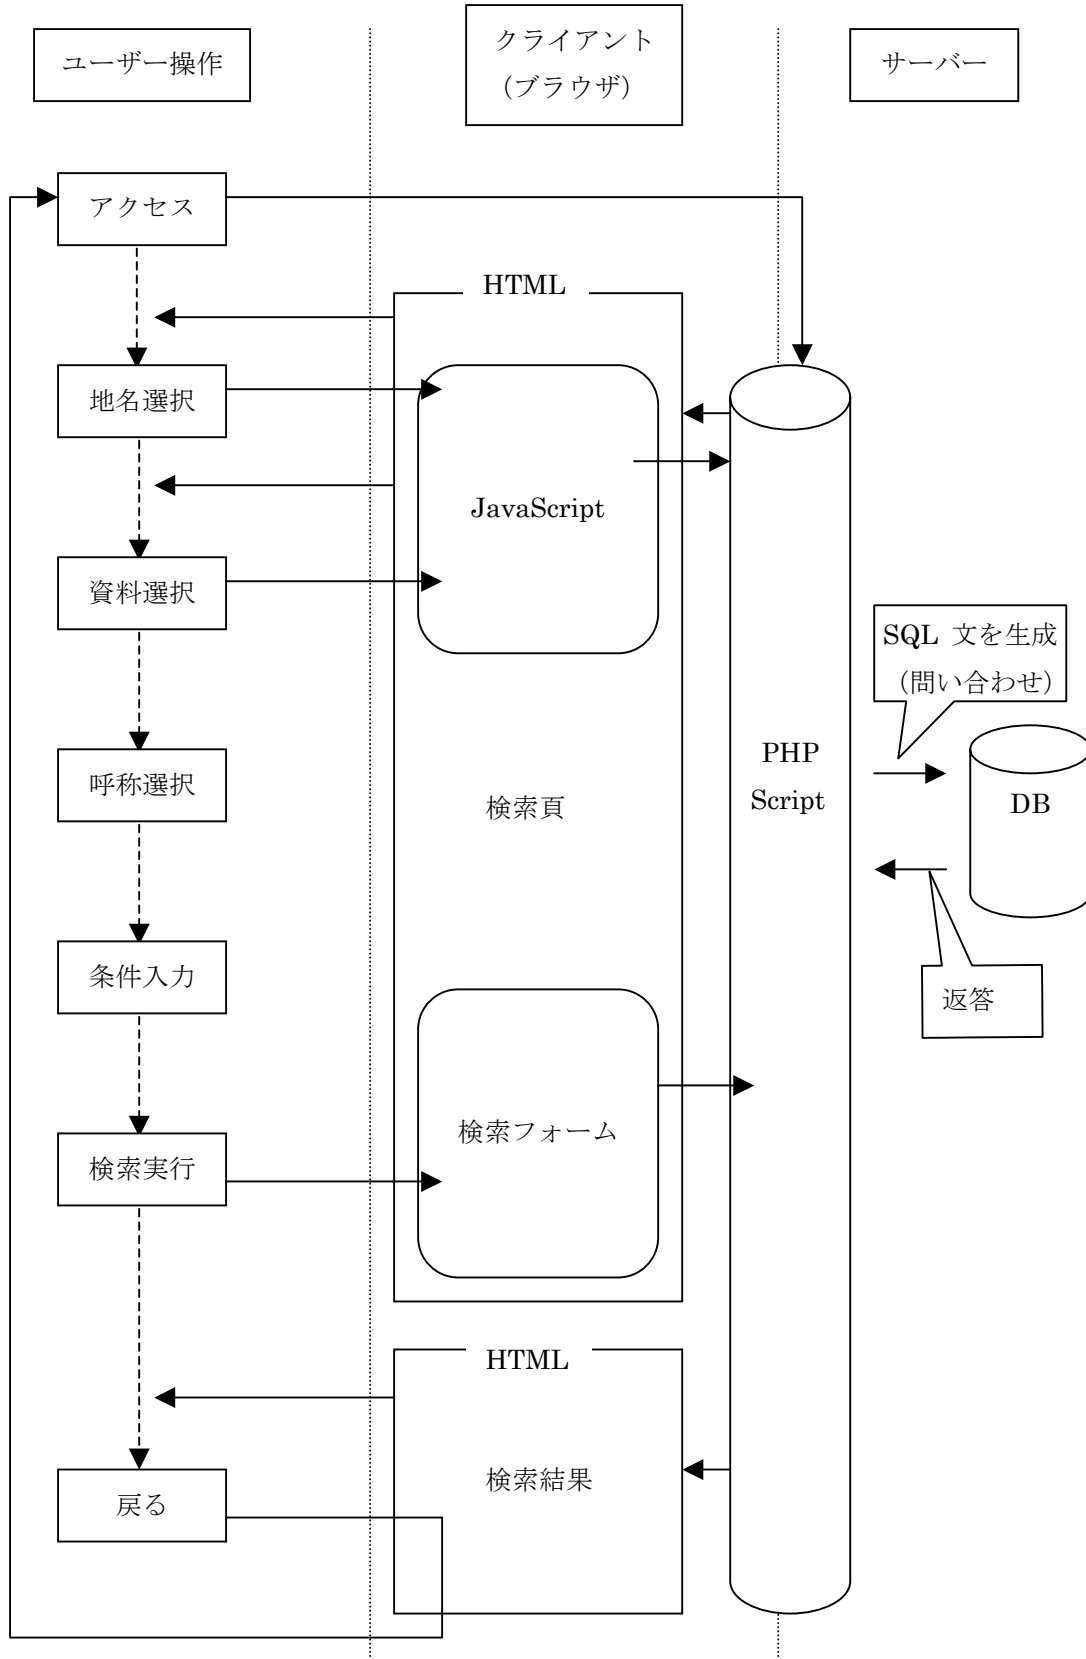 ユーザー操作
クライアント
(ブラウザ)
サーバー
アクセス
HTML
地名選択
JavaScript
資料選択
SQL 文を生成
(問い合わせ)
呼称選択
PHP
Script
検索頁
DB
条件入力
返答
検索フォーム
検索実行
HTML
検索結果
戻る